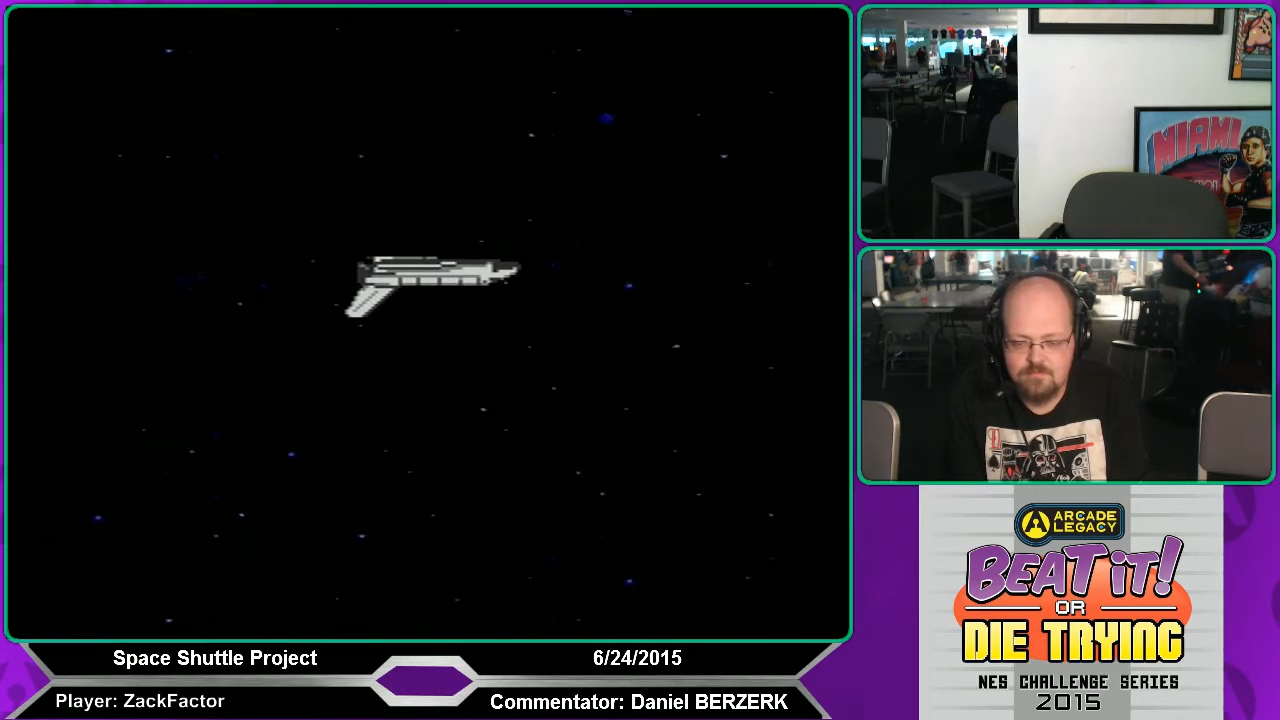 MIAMI
Space Shuttle Project
6/24/2015
Player: ZackFactor
Commentator: Daniel BERZERK
ARCADE
LEGACY
BEAT iT!
OR
DIE TRYING
NES CHALLENGE SERIES
2015